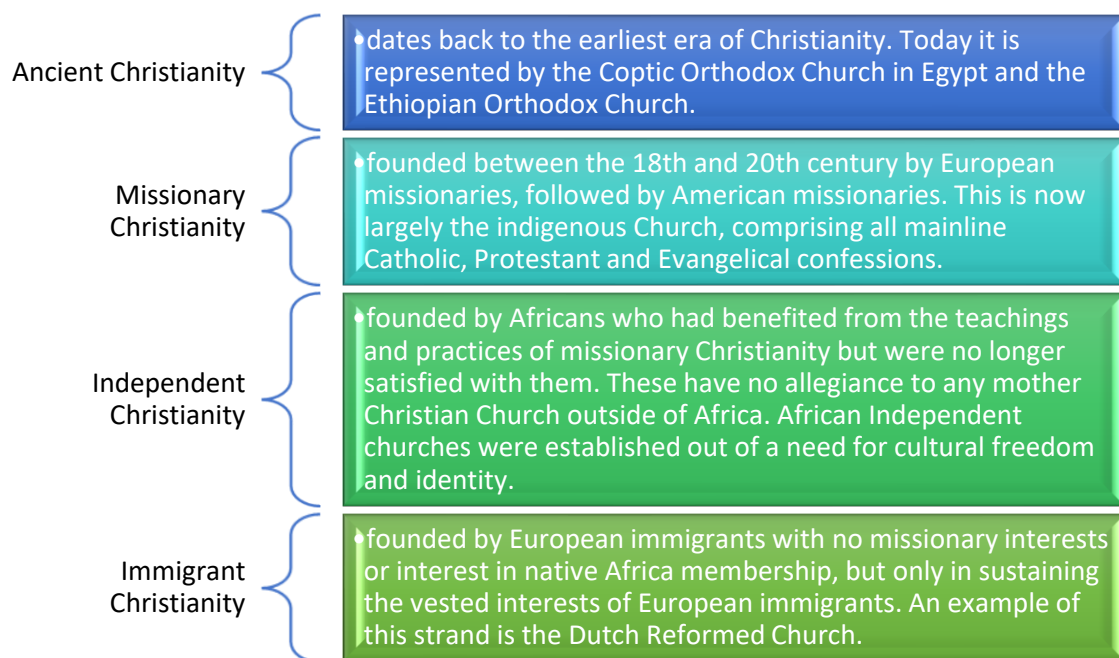 Ancient Christianity
•dates back to the earliest era of Christianity. Today it is
represented by the Coptic Orthodox Church in Egypt and the
Ethiopian Orthodox Church.
Missionary
Christianity
•founded between the 18th and 20th century by European
missionaries, followed by American missionaries. This is now
largely the indigenous Church, comprising all mainline
Catholic, Protestant and Evangelical confessions.
Independent
Christianity
•founded by Africans who had benefited from the teachings
and practices of missionary Christianity but were no longer
satisfied with them. These have no allegiance to any mother
Christian Church outside of Africa. African Independent
churches were established out of a need for cultural freedom
and identity.
Immigrant
Christianity
•founded by European immigrants with no missionary interests
or interest in native Africa membership, but only in sustaining
the vested interests of European immigrants. An example of
this strand is the Dutch Reformed Church.